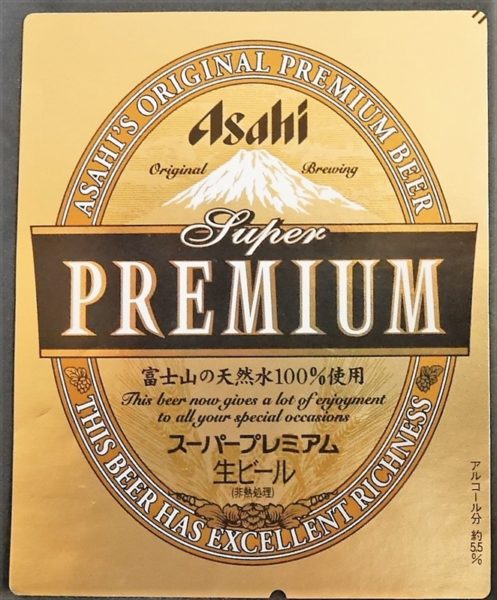 ASAHI'S ORIGINAL PREMIUM BEER
Asahi
Original Brewing
Super
PREMIUM
富士山の天然水100%使用
This beer now gives a lot of enjoyment
to all your special occasions
スーパープレミアム
生ビール
(非熱処理)
THIS BEER HAS EXCELLENT RICHNESS
アルコール分 約5.5%